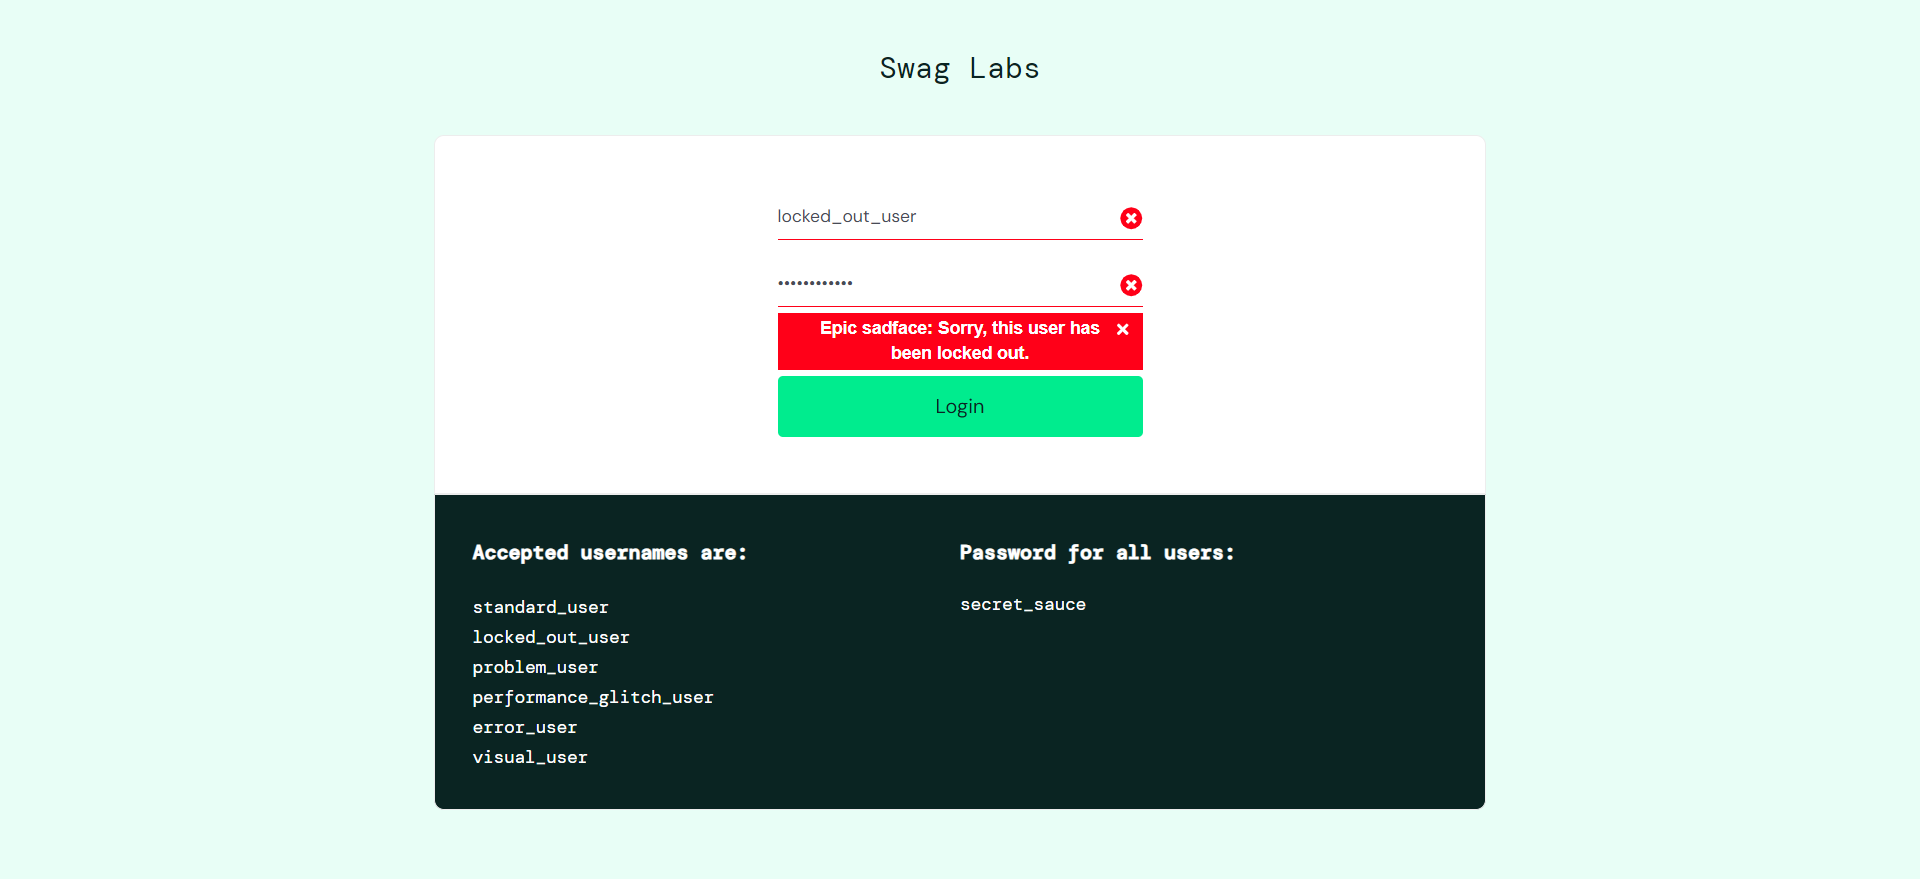 Swag Labs
locked_out_user
••••••••••••
Epic sadface: Sorry, this user has
been locked out.
Login
Accepted usernames are:
standard_user
locked_out_user
problem_user
performance_glitch_user
error_user
visual_user
Password for all users:
secret_sauce